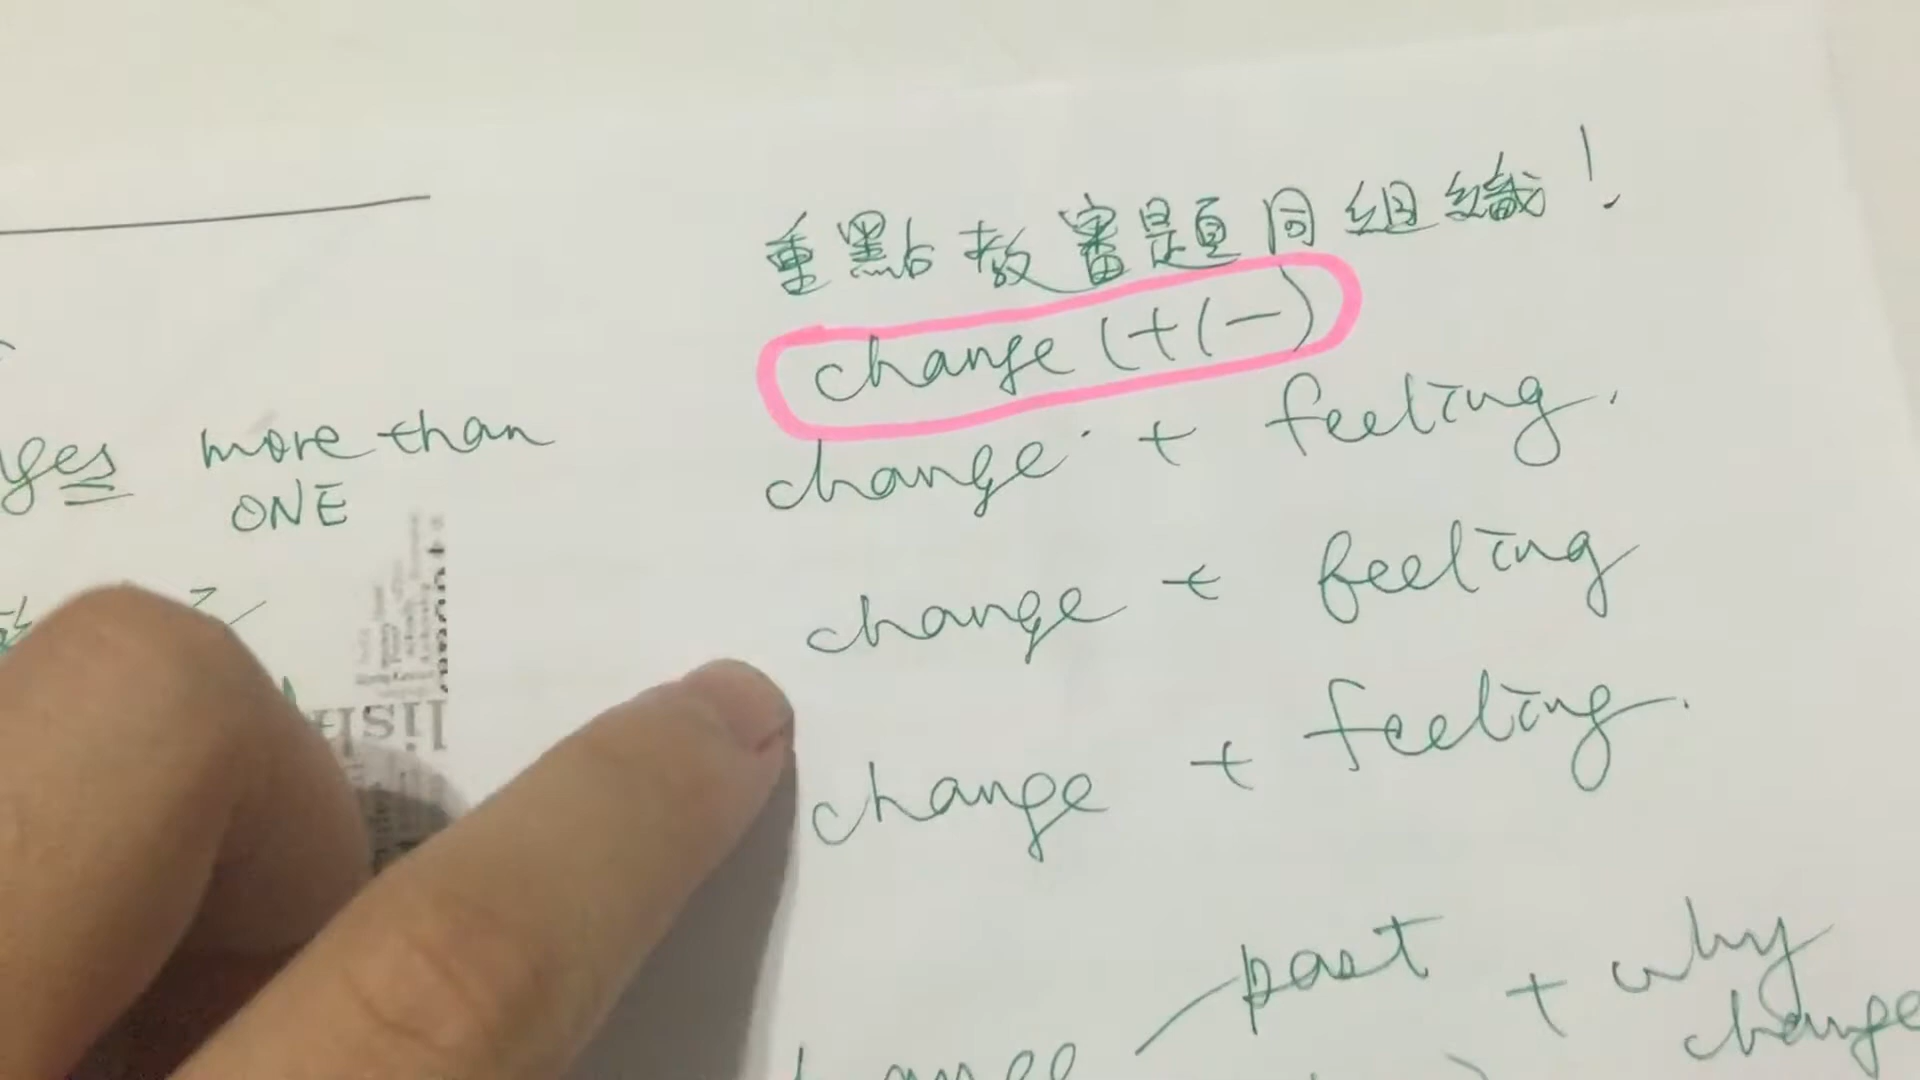 重點教審題同組織!
change (+(-)
change + feeling.
more than
ONE
change + feeling
change + feeling.
past
+ why
change